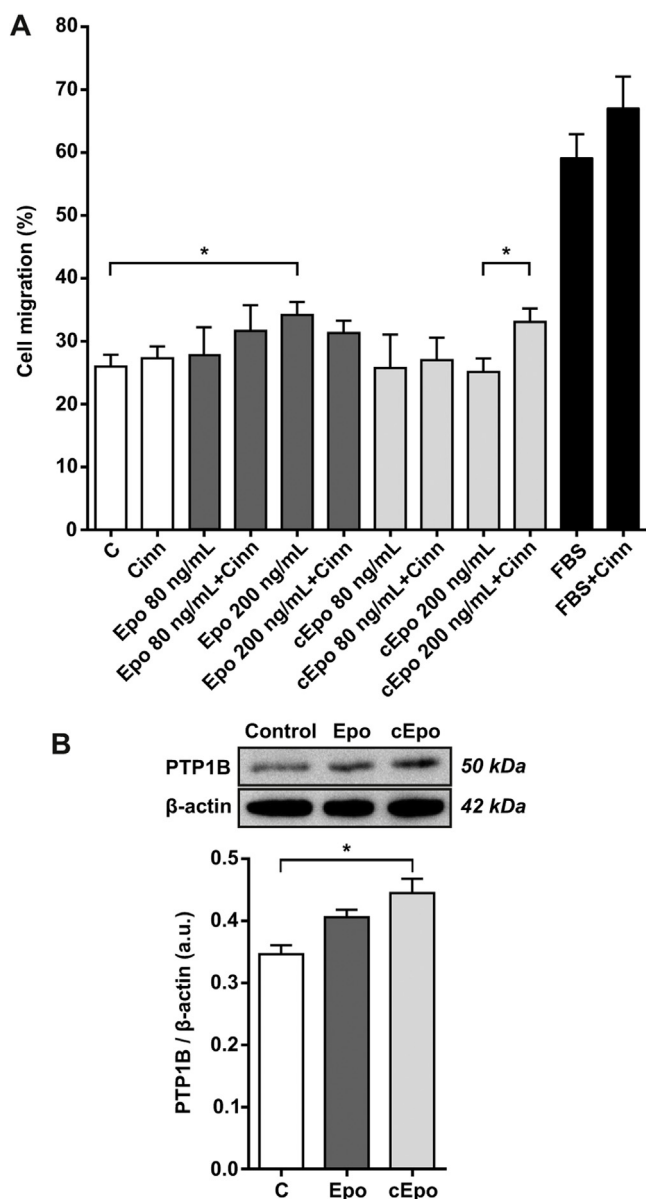 A
Cell migration (%)
80
70
60
50
40
30
20
10
0
*
*
C
Cinn
Epo 80 ng/mL
Epo 80 ng/mL+Cinn
Epo 200 ng/mL
Epo 200 ng/mL+Cinn
cEpo 80 ng/mL
cEpo 80 ng/mL+Cinn
cEpo 200 ng/mL
cEpo 200 ng/mL+Cinn
FBS
FBS+Cinn
B
Control Epo cEpo
PTP1B 50 kDa
β-actin 42 kDa
PTP1B / β-actin (a.u.)
0.5
0.4
0.3
0.2
0.1
0.0
*
C Epo cEpo